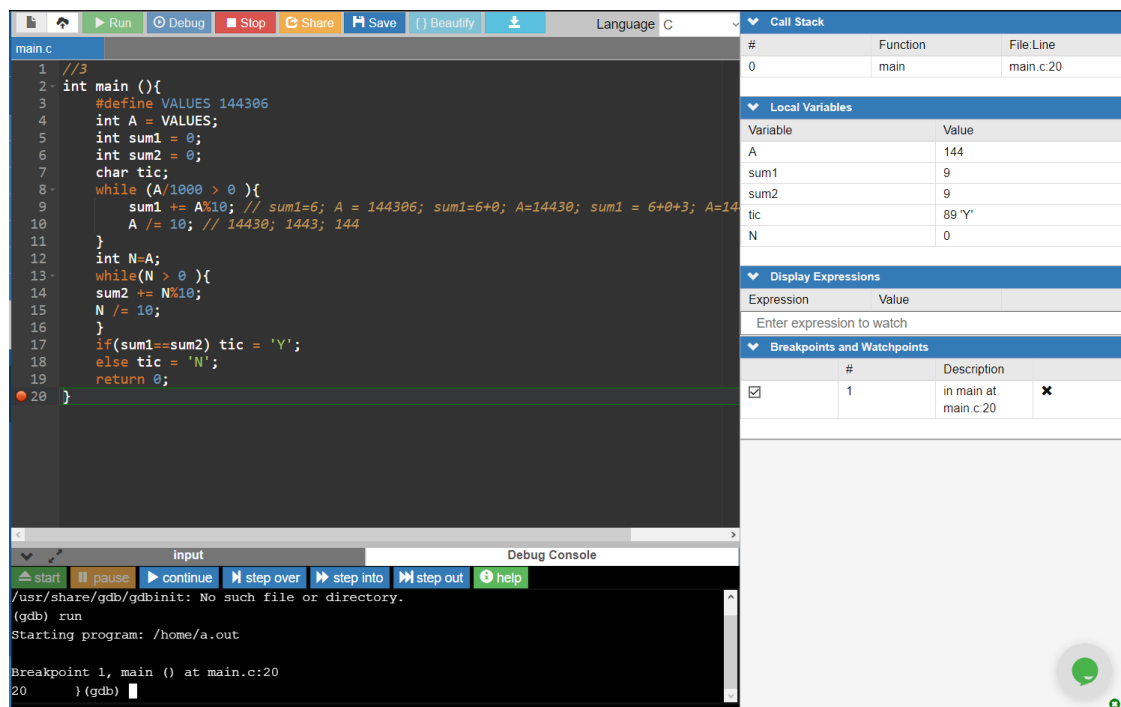 Run Debug Stop Share Save { } Beautify Language C
main.c
1 //3
2 int main (){
3 #define VALUES 144306
4 int A = VALUES;
5 int sum1 = 0;
6 int sum2 = 0;
7 char tic;
8 while (A/1000 > 0 ){
9 sum1 += A%10; // sum1=6; A = 144306; sum1=6+0; A=14430; sum1 = 6+0+3; A=14
10 A /= 10; // 14430; 1443; 144
11 }
12 int N=A;
13 while(N > 0 ){
14 sum2 += N%10;
15 N /= 10;
16 }
17 if(sum1==sum2) tic = 'Y';
18 else tic = 'N';
19 return 0;
20 }
input Debug Console
start pause continue step over step into step out help
/usr/share/gdb/gdbinit: No such file or directory.
(gdb) run
Starting program: /home/a.out
Breakpoint 1, main () at main.c:20
20 }(gdb)
Call Stack
# Function File:Line
0 main main.c:20
Local Variables
Variable Value
A 144
sum1 9
sum2 9
tic 89 'Y'
N 0
Display Expressions
Expression Value
Enter expression to watch
Breakpoints and Watchpoints
# Description
1 in main at
main.c:20